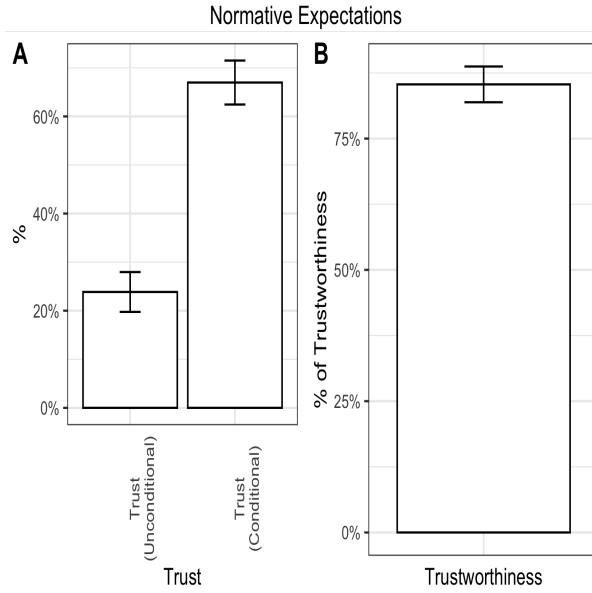 Normative Expectations
A
%
60%
40%
20%
0%
Trust
(Unconditional)
Trust
(Conditional)
Trust
B
% of Trustworthiness
75%
50%
25%
0%
Trustworthiness